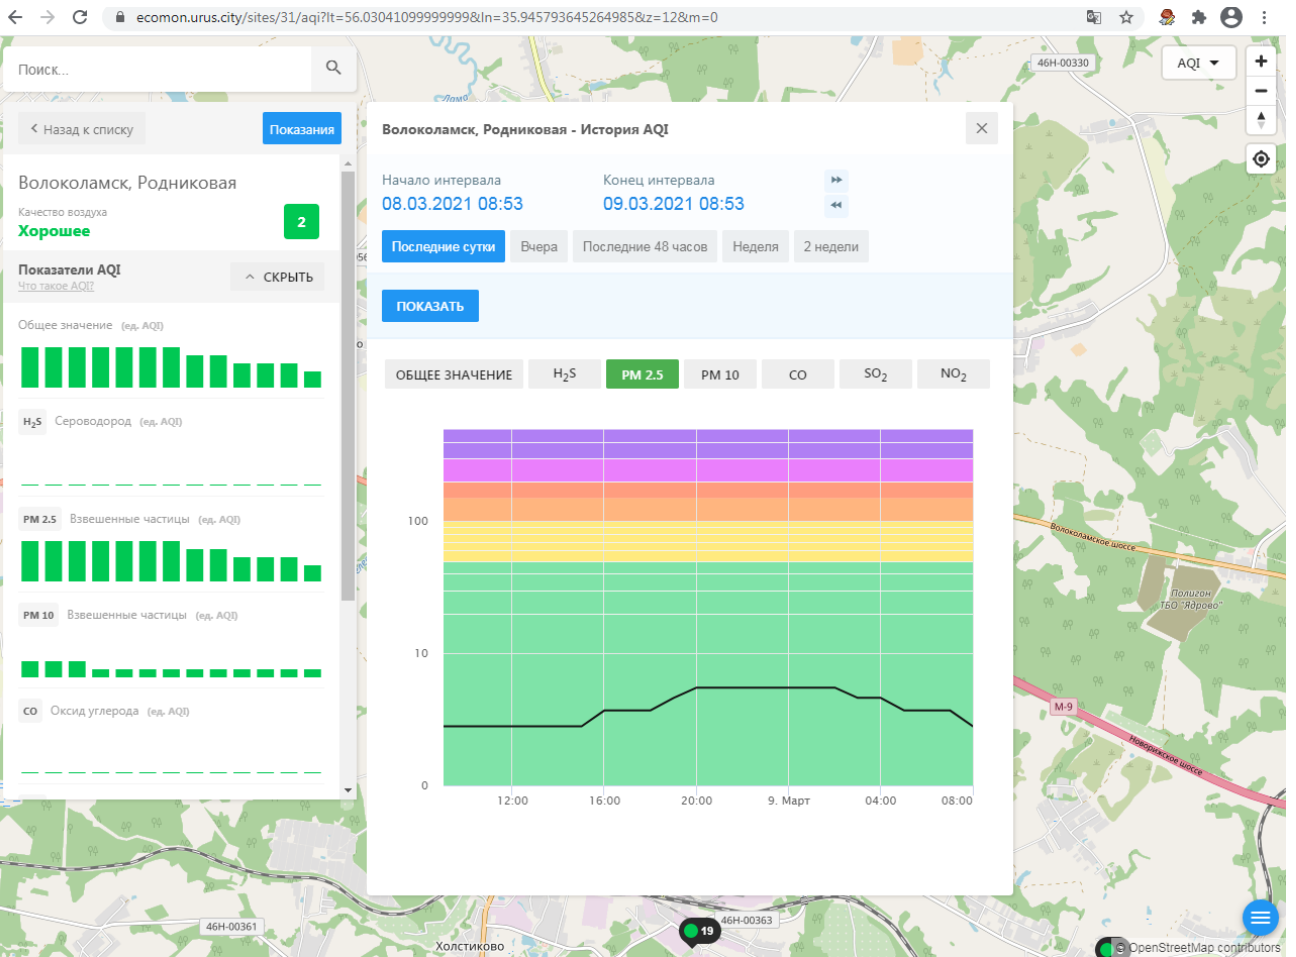 ecomon.urus.city/sites/31/aqi?lt=56.03041099999999&ln=35.945793645264985&z=12&m=0
Поиск...
46Н-00330
AQI
Назад к списку
Показания
Волоколамск, Родниковая
Качество воздуха
Хорошее
2
Показатели AQI
Что такое AQI?
СКРЫТЬ
Общее значение (ед. AQI)
H2S Сероводород (ед. AQI)
PM 2.5 Взвешенные частицы (ед. AQI)
PM 10 Взвешенные частицы (ед. AQI)
CO Оксид углерода (ед. AQI)
Волоколамск, Родниковая - История AQI
Начало интервала
Конец интервала
08.03.2021 08:53
09.03.2021 08:53
Последние сутки
Вчера
Последние 48 часов
Неделя
2 недели
ПОКАЗАТЬ
ОБЩЕЕ ЗНАЧЕНИЕ
H2S
PM 2.5
PM 10
CO
SO2
NO2
100
10
0
12:00
16:00
20:00
9. Март
04:00
08:00
Лама
Волоколамское шоссе
Полигон
ТБО "Ядрово"
М-9
Новорижское шоссе
46Н-00361
Холстиково
19
46Н-00363
© OpenStreetMap contributors